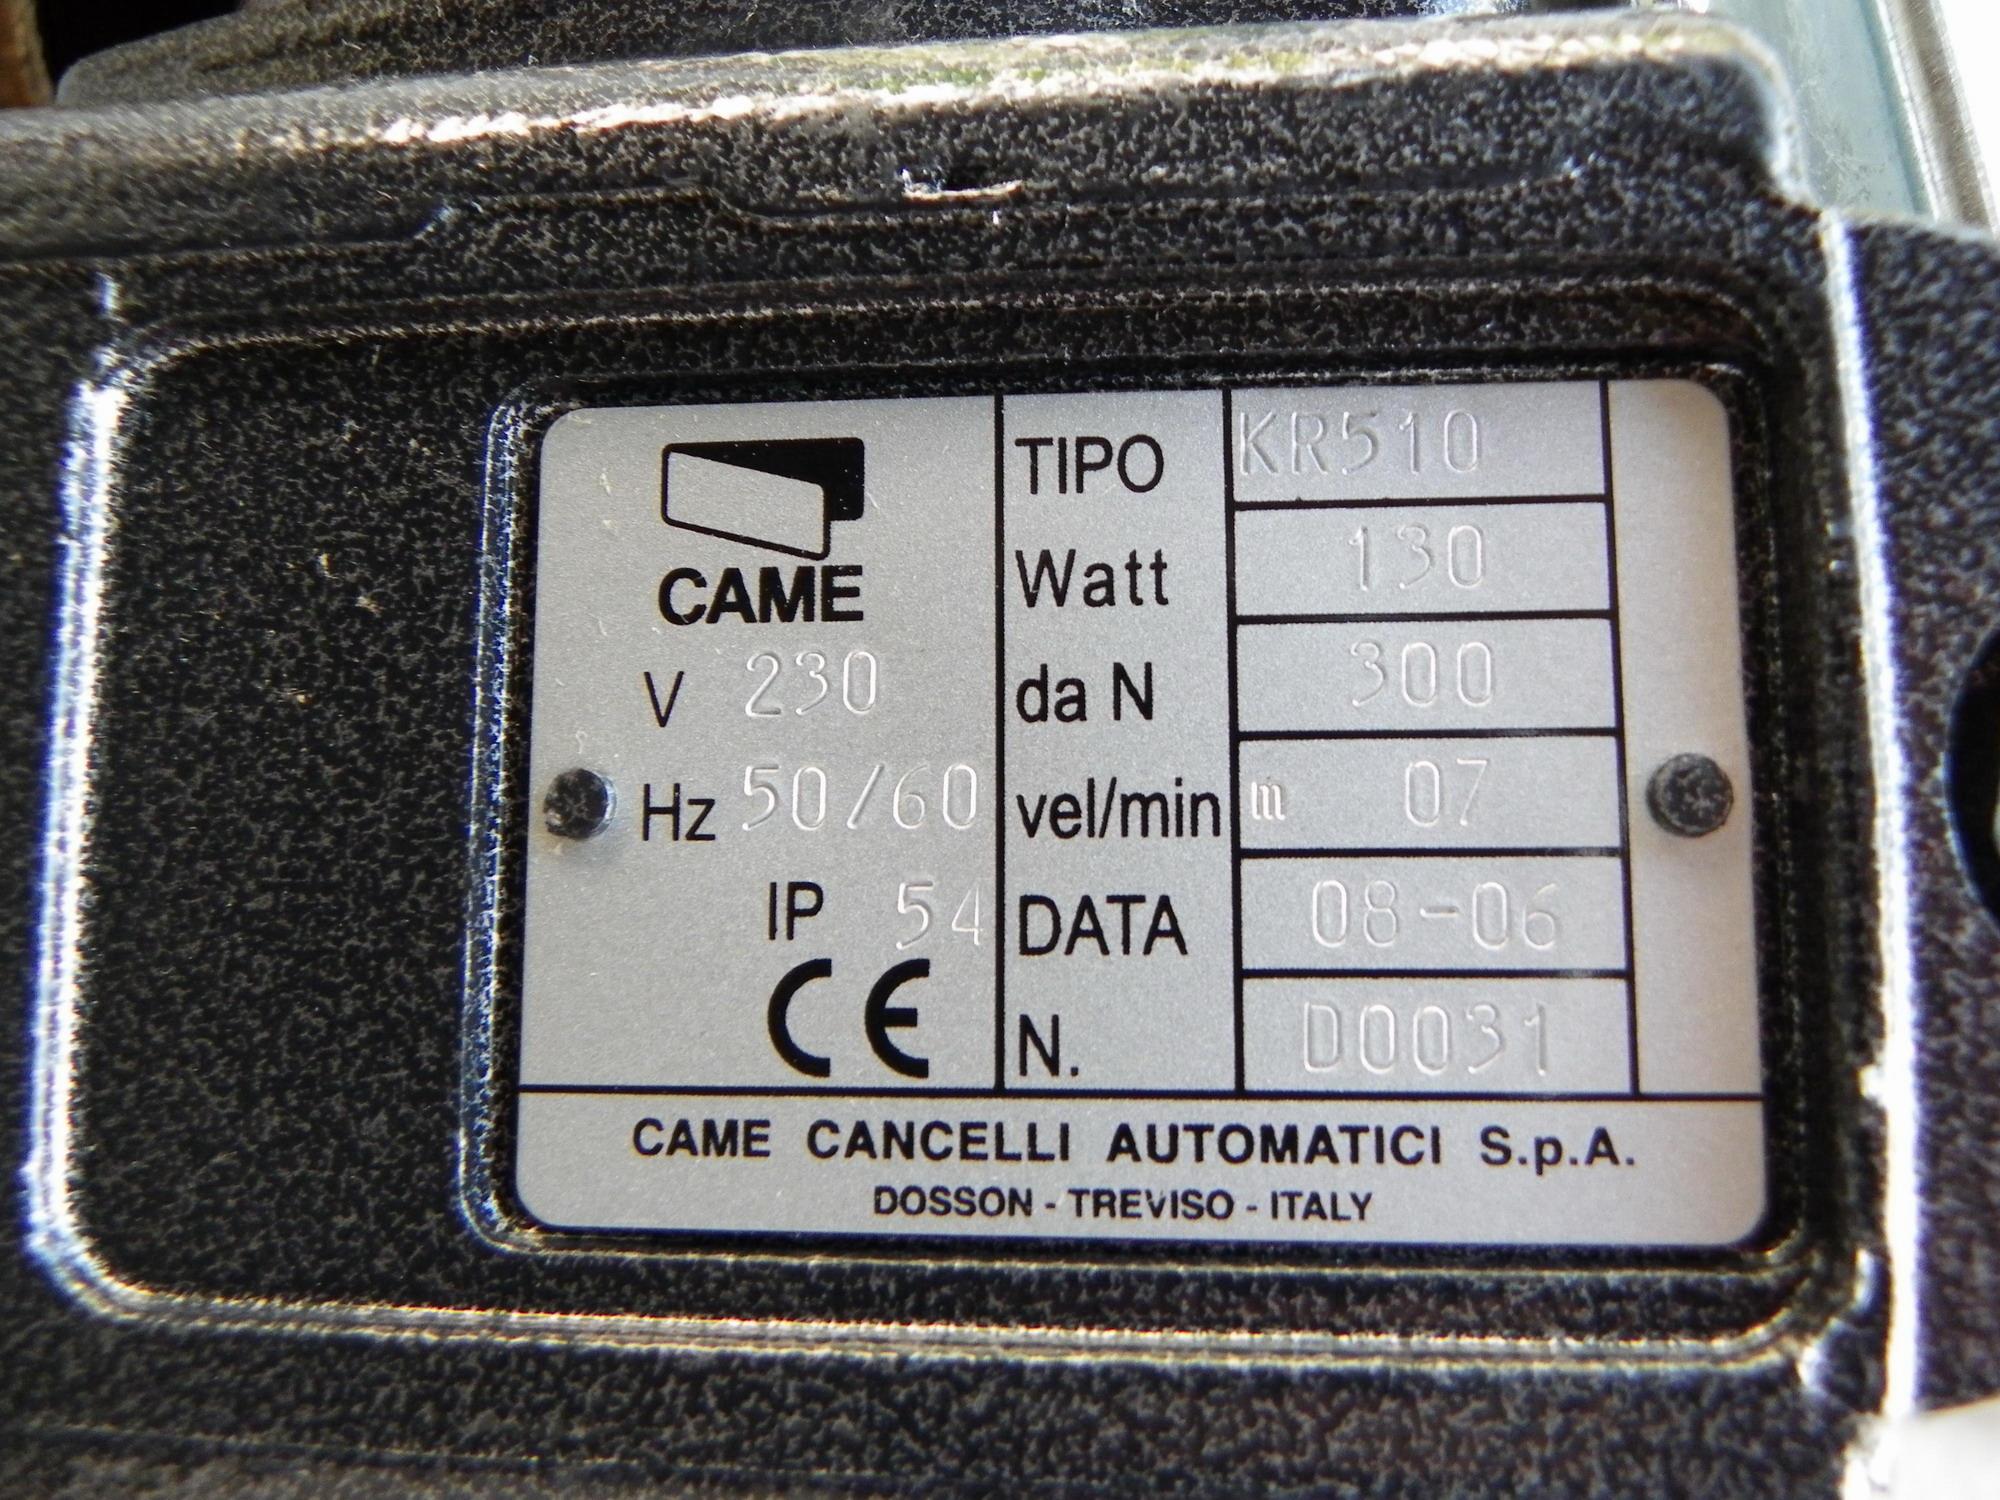 CAME
V 230
Hz 50/60
IP 54
CE
TIPO KR510
Watt 130
da N 300
vel/min m 07
DATA 08-06
N. D0031
CAME CANCELLI AUTOMATICI S.p.A.
DOSSON - TREVISO - ITALY